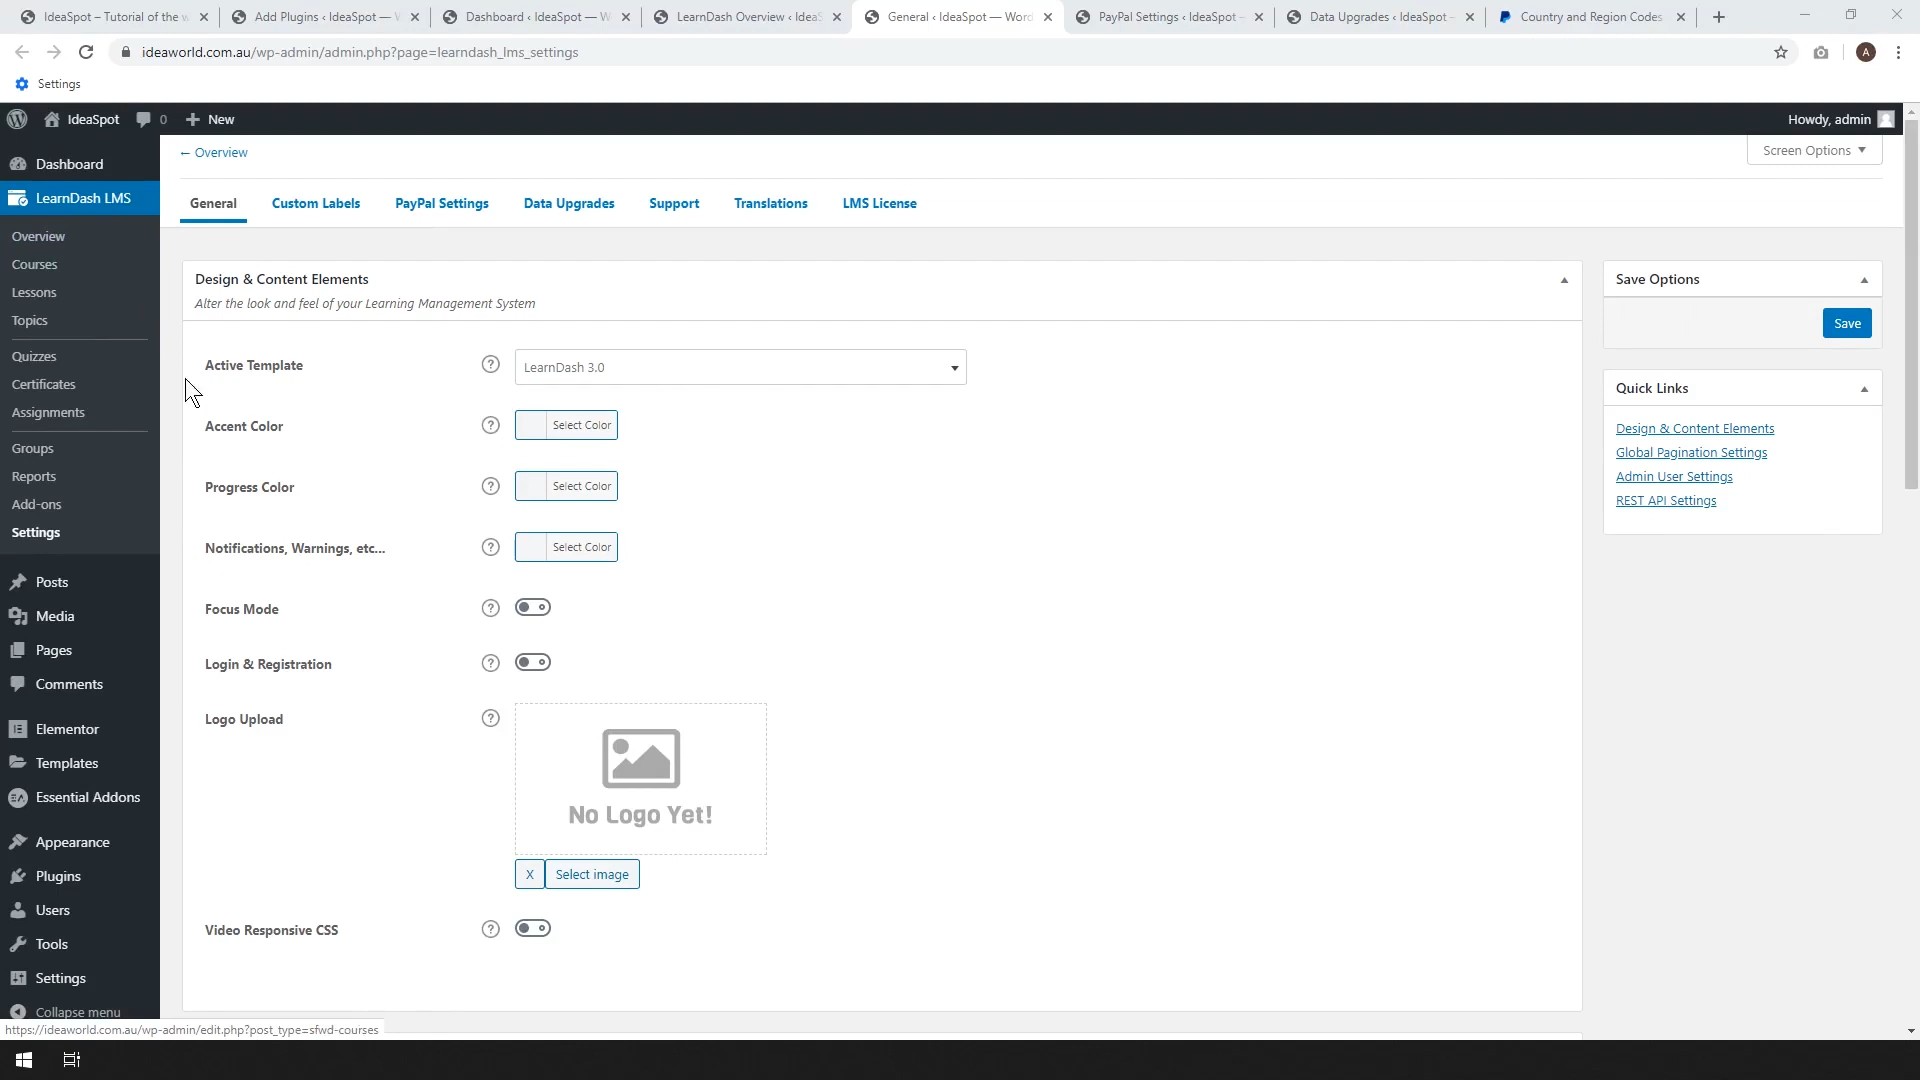 IdeaSpot – Tutorial of the w
Add Plugins ‹ IdeaSpot — W
Dashboard ‹ IdeaSpot — W
LearnDash Overview ‹ IdeaS
General ‹ IdeaSpot — Word
PayPal Settings ‹ IdeaSpot –
Data Upgrades ‹ IdeaSpot –
Country and Region Codes
ideaworld.com.au/wp-admin/admin.php?page=learndash_lms_settings
A
Settings
IdeaSpot
0
New
Howdy, admin
Dashboard
LearnDash LMS
Overview
Courses
Lessons
Topics
Quizzes
Certificates
Assignments
Groups
Reports
Add-ons
Settings
Posts
Media
Pages
Comments
Elementor
Templates
Essential Addons
Appearance
Plugins
Users
Tools
Settings
Collapse menu
← Overview
Screen Options ▼
General
Custom Labels
PayPal Settings
Data Upgrades
Support
Translations
LMS License
Design & Content Elements
Alter the look and feel of your Learning Management System
Active Template
? LearnDash 3.0
Accent Color
? Select Color
Progress Color
? Select Color
Notifications, Warnings, etc...
? Select Color
Focus Mode
?
Login & Registration
?
Logo Upload
?
No Logo Yet!
X Select image
Video Responsive CSS
?
Save Options
Save
Quick Links
Design & Content Elements
Global Pagination Settings
Admin User Settings
REST API Settings
https://ideaworld.com.au/wp-admin/edit.php?post_type=sfwd-courses